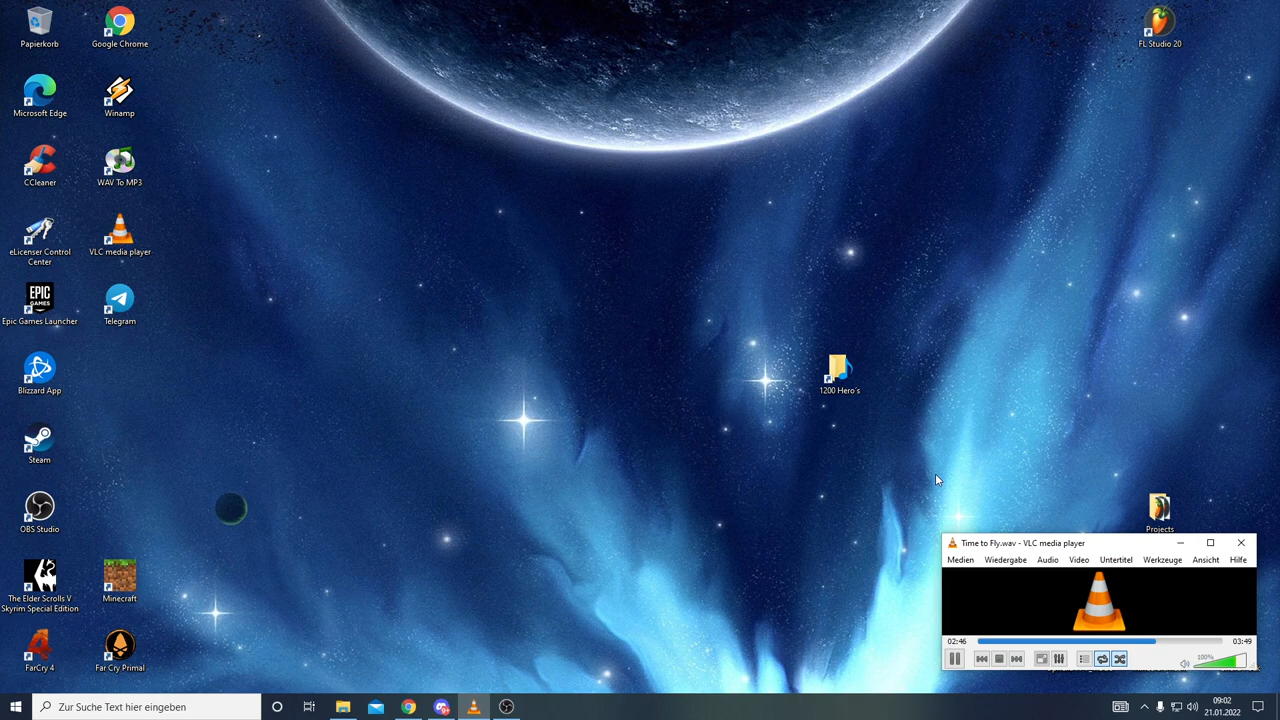 Papierkorb
Google Chrome
FL Studio 20
Microsoft Edge
Winamp
CCleaner
WAV To MP3
eLicenser Control
Center
VLC media player
EPIC
GAMES
Epic Games Launcher
Telegram
Blizzard App
1200 Hero´s
Steam
OBS Studio
Projects
The Elder Scrolls V
Skyrim Special Edition
Minecraft
FarCry 4
Far Cry Primal
Time to Fly.wav - VLC media player
Medien Wiedergabe Audio Video Untertitel Werkzeuge Ansicht Hilfe
02:46 03:49
100%
Zur Suche Text hier eingeben
09:02
21.01.2022